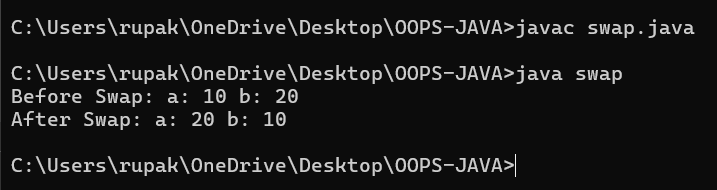 C:\Users\rupak\OneDrive\Desktop\OOPS-JAVA>javac swap.java
C:\Users\rupak\OneDrive\Desktop\OOPS-JAVA>java swap
Before Swap: a: 10 b: 20
After Swap: a: 20 b: 10
C:\Users\rupak\OneDrive\Desktop\OOPS-JAVA>